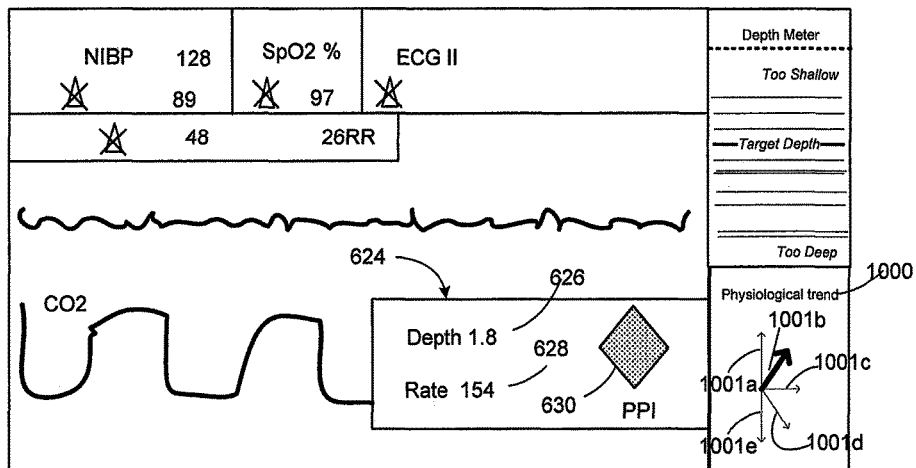 NIBP 128
89
SpO2 %
97
ECG II
48 26RR
Depth Meter
Too Shallow
Target Depth
Too Deep
624
626
CO2
Depth 1.8
628
Rate 154
630
PPI
1000
Physiological trend
1001b
1001c
1001a
1001e
1001d